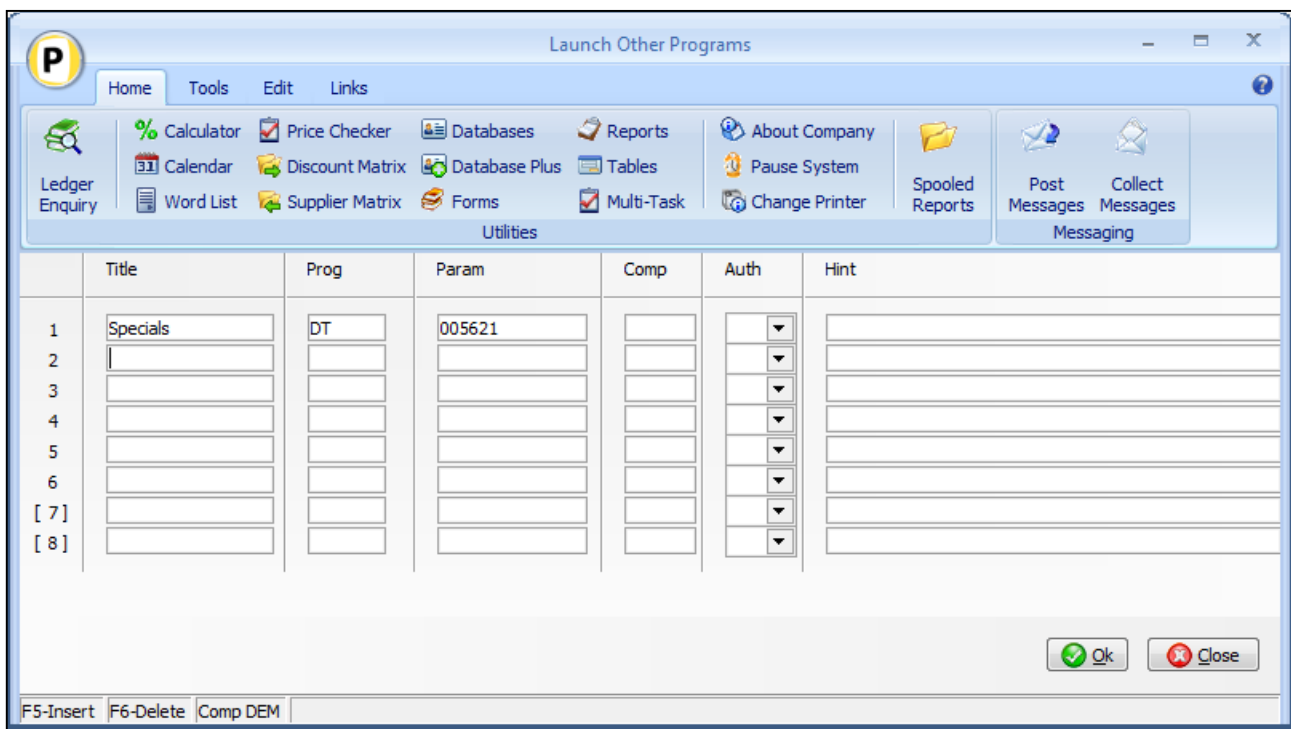 Launch Other Programs
P
Home Tools Edit Links
% Calculator Price Checker Databases Reports About Company
31 Calendar Discount Matrix Database Plus Tables Pause System
Ledger Enquiry Word List Supplier Matrix Forms Multi-Task Change Printer Spooled Reports Post Messages Collect Messages
Utilities Messaging
Title Prog Param Comp Auth Hint
1 Specials DT 005621
2
3
4
5
6
[ 7 ]
[ 8 ]
Ok Close
F5-Insert F6-Delete Comp DEM